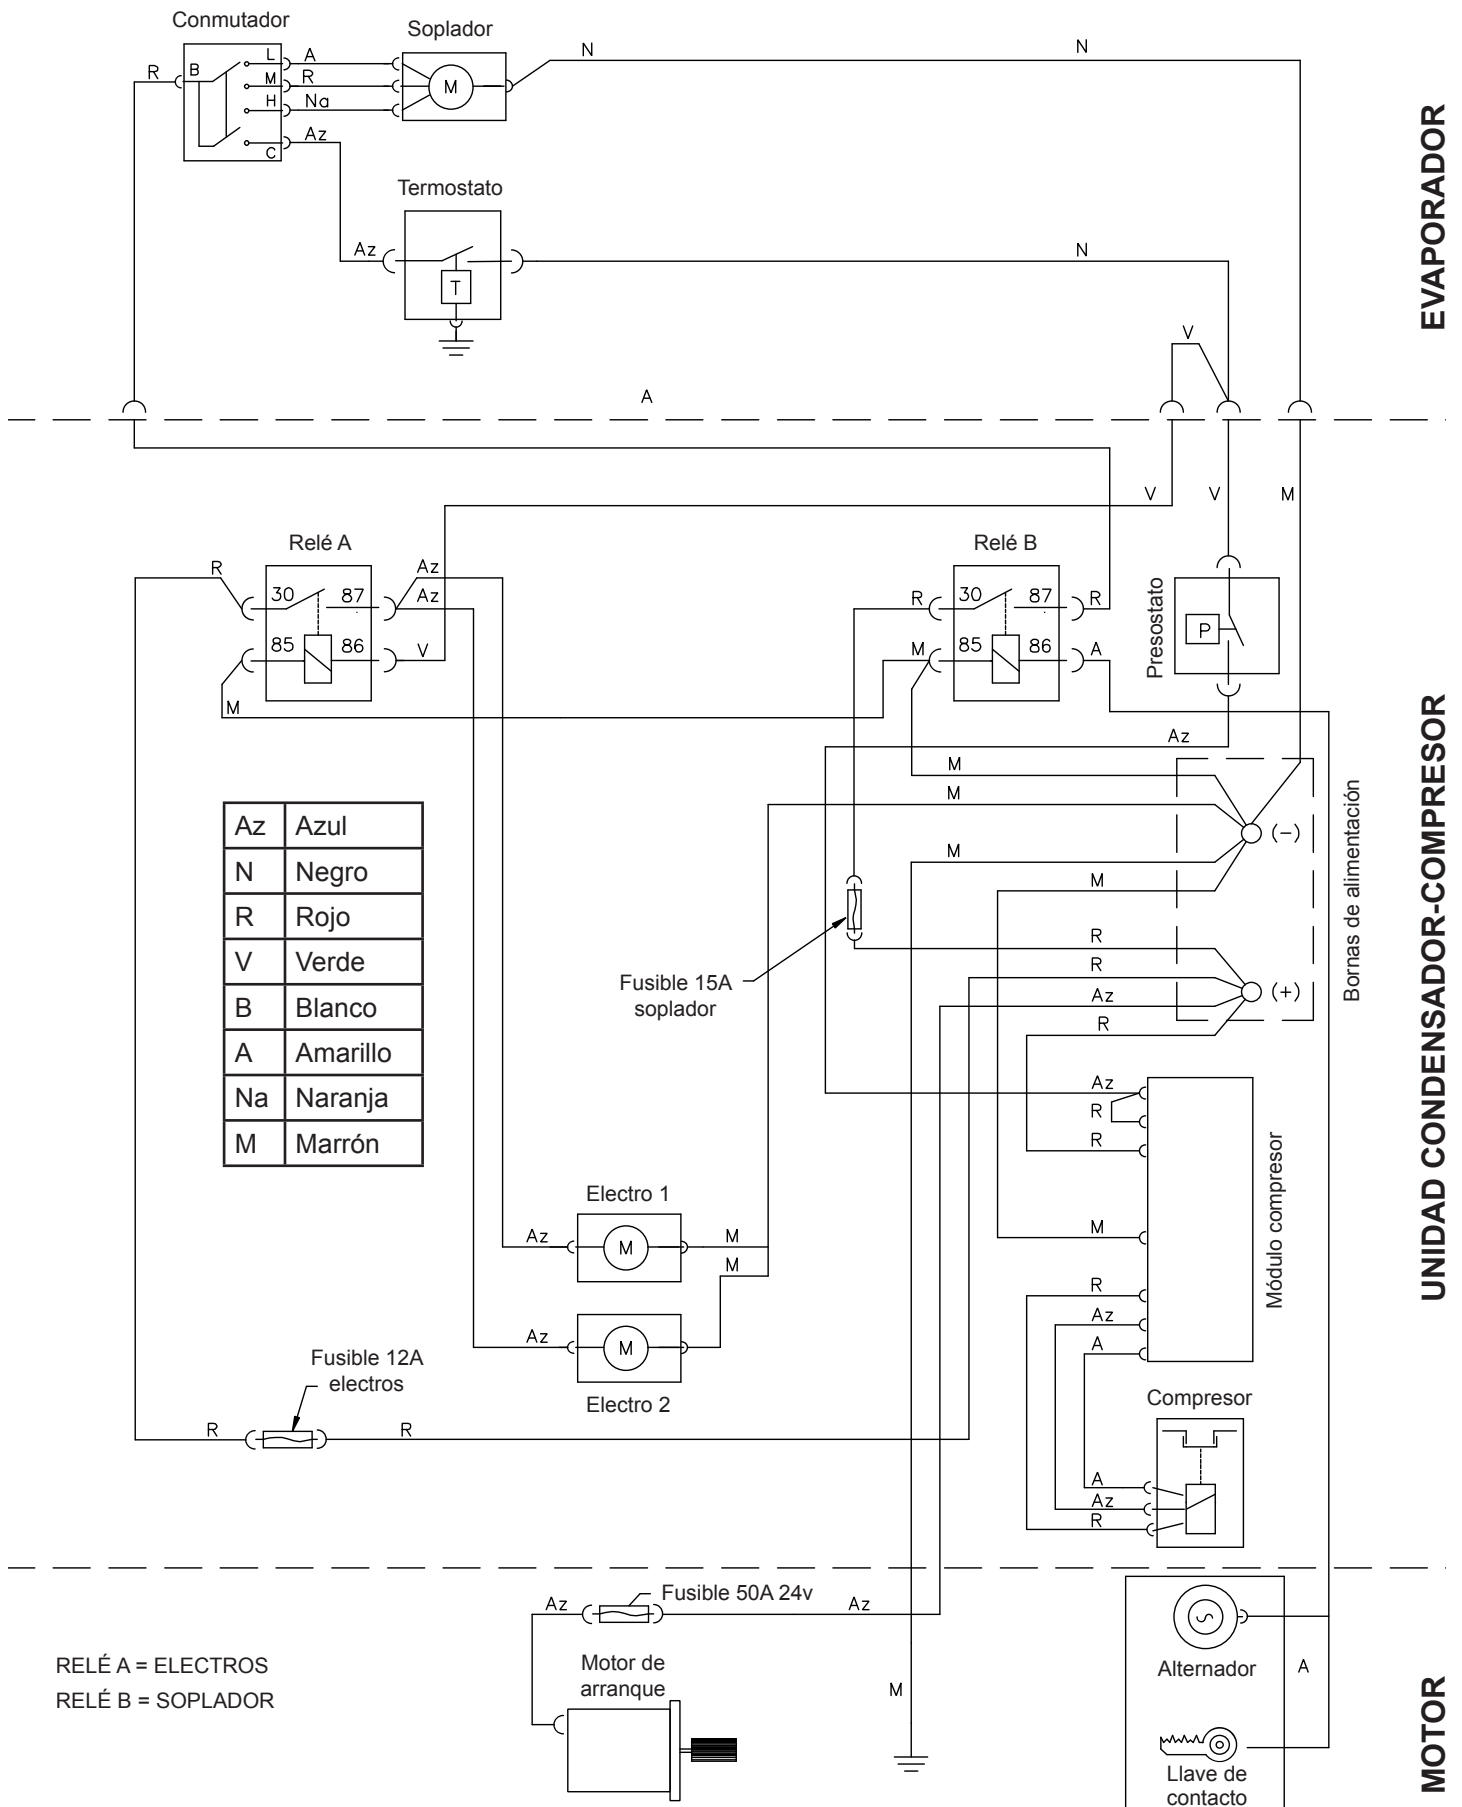 Conmutador
Soplador
N
N
R
B
L
A
M
R
M
H
Na
C
Az
EVAPORADOR
Termostato
Az
N
T
V
A
V
V
M
Relé A
Relé B
R
30
87
Az
Az
85
86
V
M
R
30
87
R
M
85
86
A
Presostato
P
Az
M
M
M
M
(-)
Bornas de alimentación
UNIDAD CONDENSADOR-COMPRESOR
Az Azul
N Negro
R Rojo
V Verde
B Blanco
A Amarillo
Na Naranja
M Marrón
Fusible 15A
soplador
R
R
Az
R
(+)
Az
R
R
M
R
Az
A
Módulo compresor
Electro 1
Az
M
M
M
Az
M
Electro 2
Fusible 12A
electros
R
R
Compresor
A
Az
R
Az
Fusible 50A 24v
Az
Motor de
arranque
M
RELÉ A = ELECTROS
RELÉ B = SOPLADOR
Alternador
A
Llave de
contacto
MOTOR